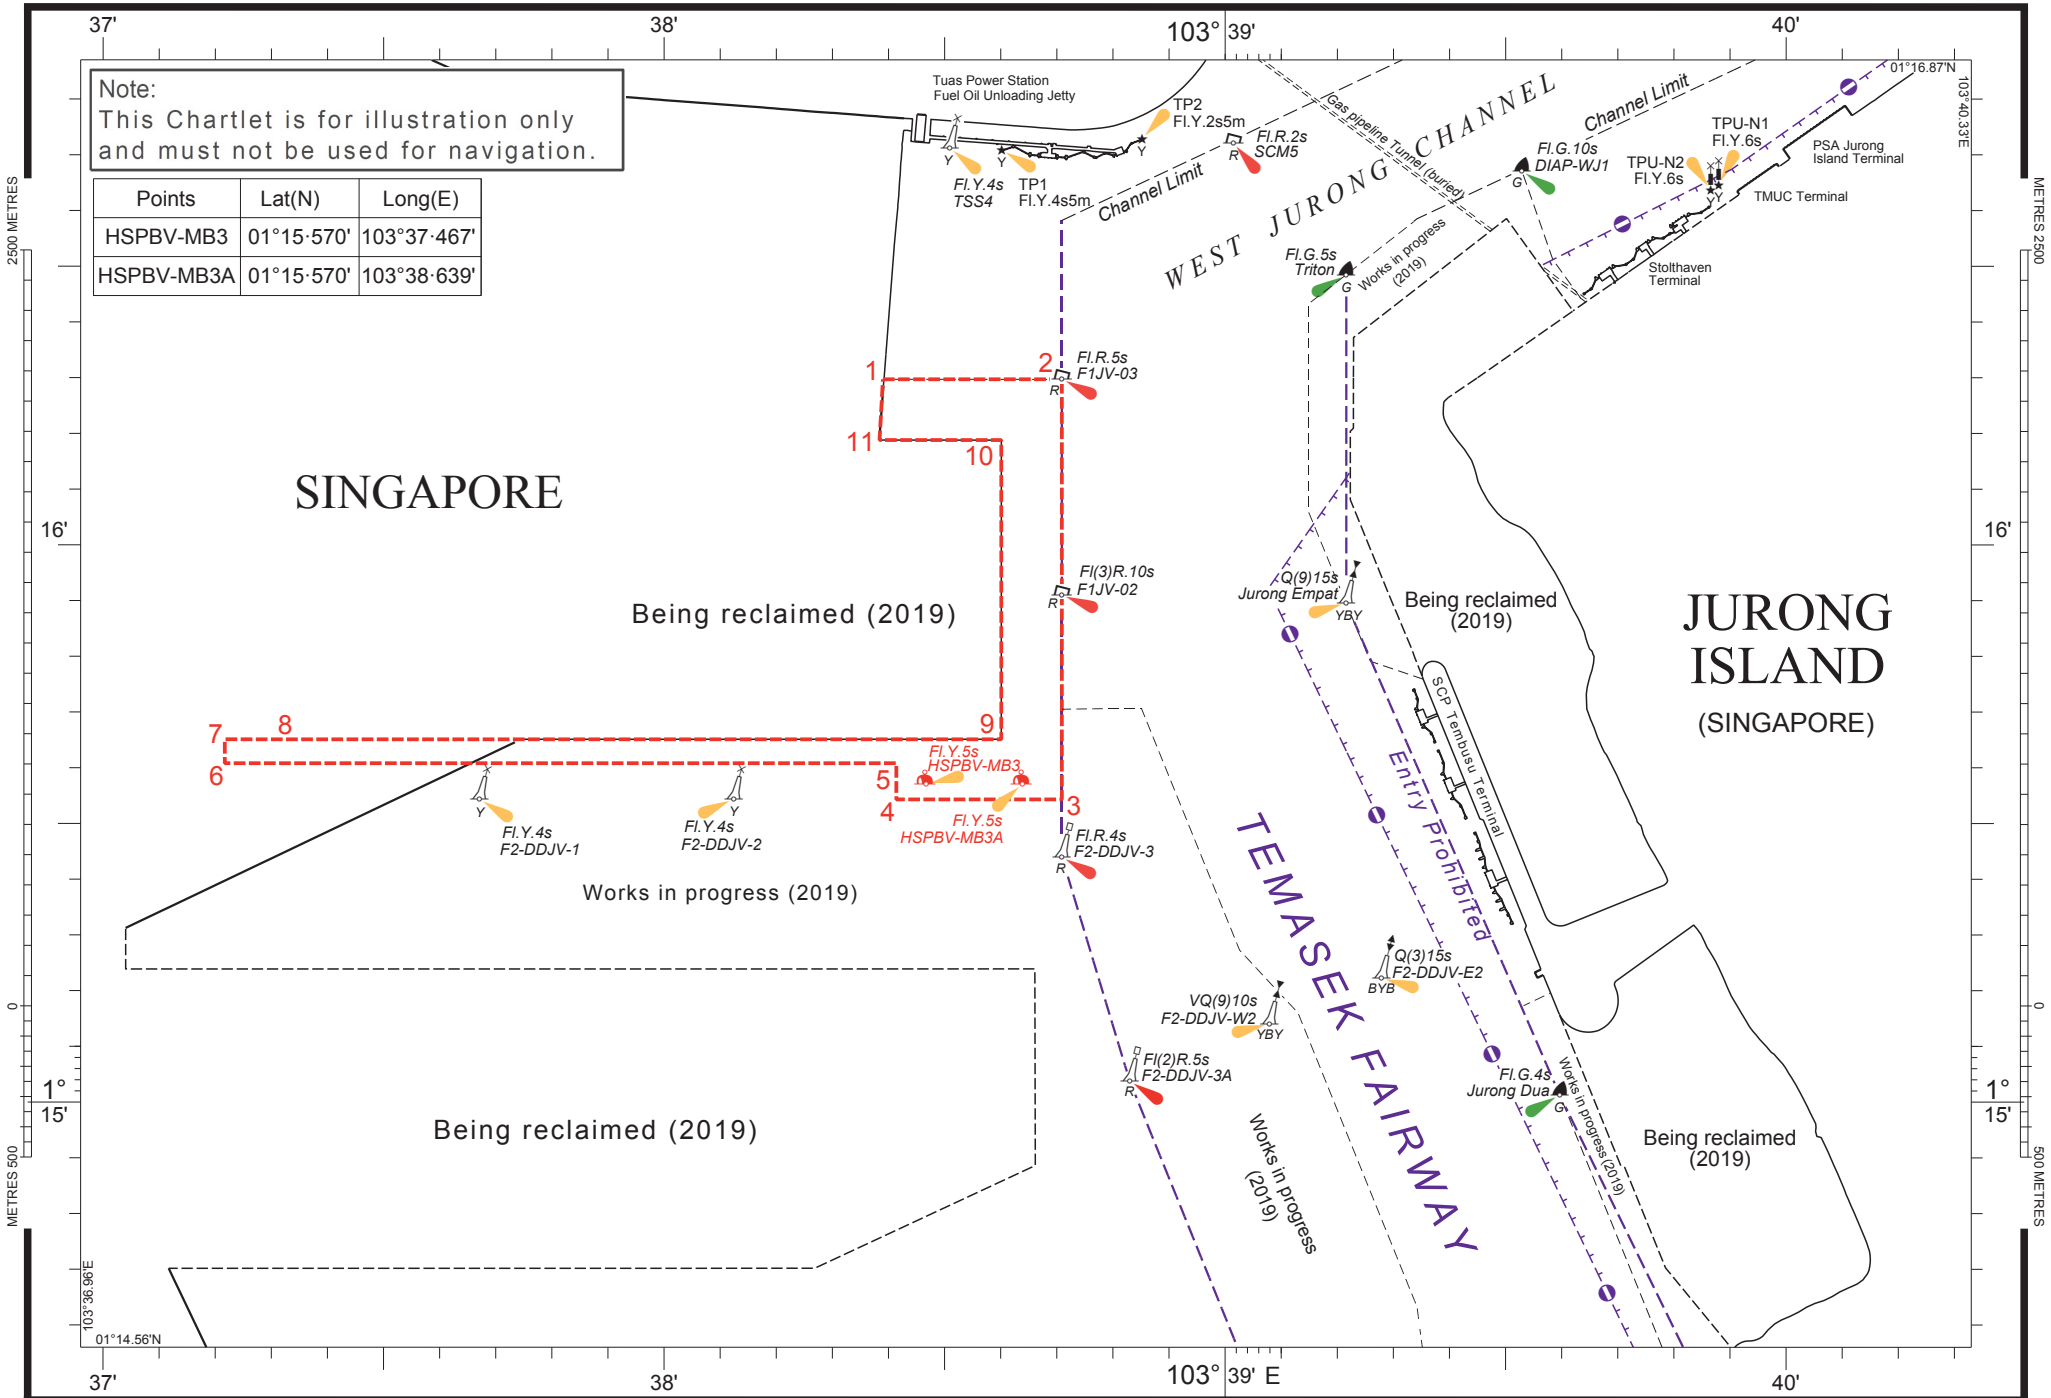 37'
38'
103° 39'
40'
Note:
This Chartlet is for illustration only
and must not be used for navigation.
Points Lat(N) Long(E)
HSPBV-MB3 01°15·570' 103°37·467'
HSPBV-MB3A 01°15·570' 103°38·639'
Tuas Power Station
Fuel Oil Unloading Jetty
TP2
Fl.Y.2s5m
Y
Fl.Y.4s
TSS4
Y
TP1
Fl.Y.4s5m
Y
Channel Limit
Fl.R.2s
SCM5
R
Gas pipeline Tunnel (buried)
WEST JURONG CHANNEL
Channel Limit
Fl.G.10s
DIAP-WJ1
G
TPU-N1
Fl.Y.6s
TPU-N2
Fl.Y.6s
Y
Y
PSA Jurong
Island Terminal
TMUC Terminal
Stolthaven
Terminal
01°16.87'N
103°40.33'E
Fl.G.5s
Triton
G
Works in progress
(2019)
2500 METRES
METRES 2500
1
2
Fl.R.5s
F1JV-03
R
11
10
SINGAPORE
16'
16'
Fl(3)R.10s
F1JV-02
R
Q(9)15s
Jurong Empat
YBY
Being reclaimed (2019)
Being reclaimed
(2019)
JURONG
ISLAND
(SINGAPORE)
SCP Tembusu Terminal
7
8
9
6
5
4
3
Fl.Y.5s
HSPBV-MB3
Fl.Y.5s
HSPBV-MB3A
Y
Fl.Y.4s
F2-DDJV-1
Y
Fl.Y.4s
F2-DDJV-2
Fl.R.4s
F2-DDJV-3
R
Works in progress (2019)
Entry Prohibited
TEMASEK FAIRWAY
Q(3)15s
F2-DDJV-E2
BYB
VQ(9)10s
F2-DDJV-W2
YBY
Fl(2)R.5s
F2-DDJV-3A
R
Fl.G.4s
Jurong Dua
G
Works in progress (2019)
0
0
1°
15'
1°
15'
Being reclaimed (2019)
Works in progress
(2019)
Being reclaimed
(2019)
METRES 500
500 METRES
103°36.96'E
01°14.56'N
37'
38'
103° 39' E
40'